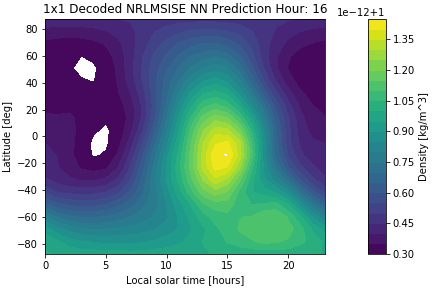 1x1 Decoded NRLMSISE NN Prediction Hour: 16
1e−12+1
80
60
40
20
0
−20
−40
−60
−80
Latitude [deg]
0 5 10 15 20
Local solar time [hours]
1.35
1.20
1.05
0.90
0.75
0.60
0.45
0.30
Density [kg/m^3]